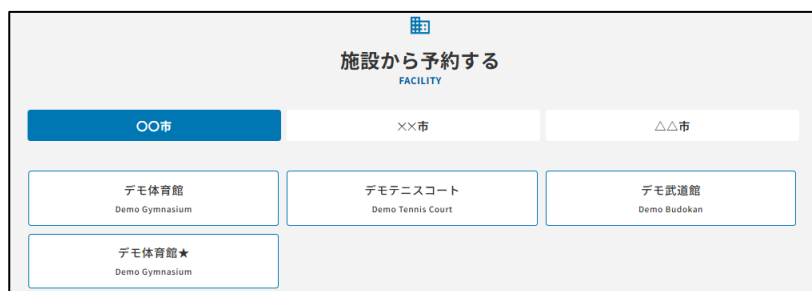 施設から予約する
FACILITY
〇〇市
××市
△△市
デモ体育館
Demo Gymnasium
デモテニスコート
Demo Tennis Court
デモ武道館
Demo Budokan
デモ体育館★
Demo Gymnasium